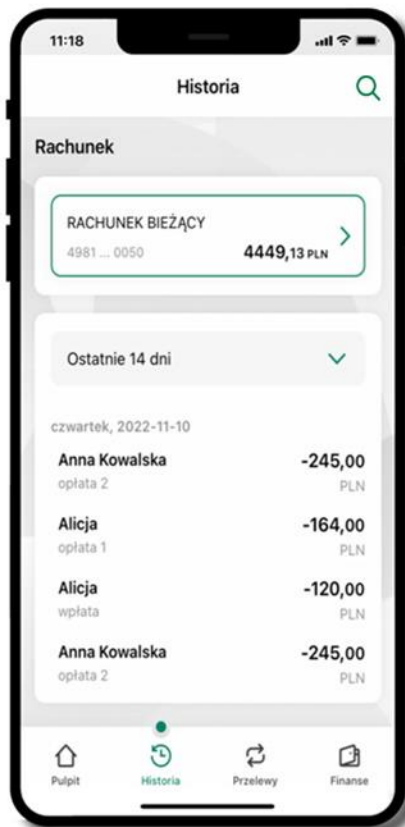 11:18
Historia
Rachunek
RACHUNEK BIEŻĄCY
4981 ... 0050
4449,13 PLN
Ostatnie 14 dni
czwartek, 2022-11-10
Anna Kowalska
-245,00
opłata 2
PLN
Alicja
-164,00
opłata 1
PLN
Alicja
-120,00
wpłata
PLN
Anna Kowalska
-245,00
opłata 2
PLN
Pulpit
Historia
Przelewy
Finanse